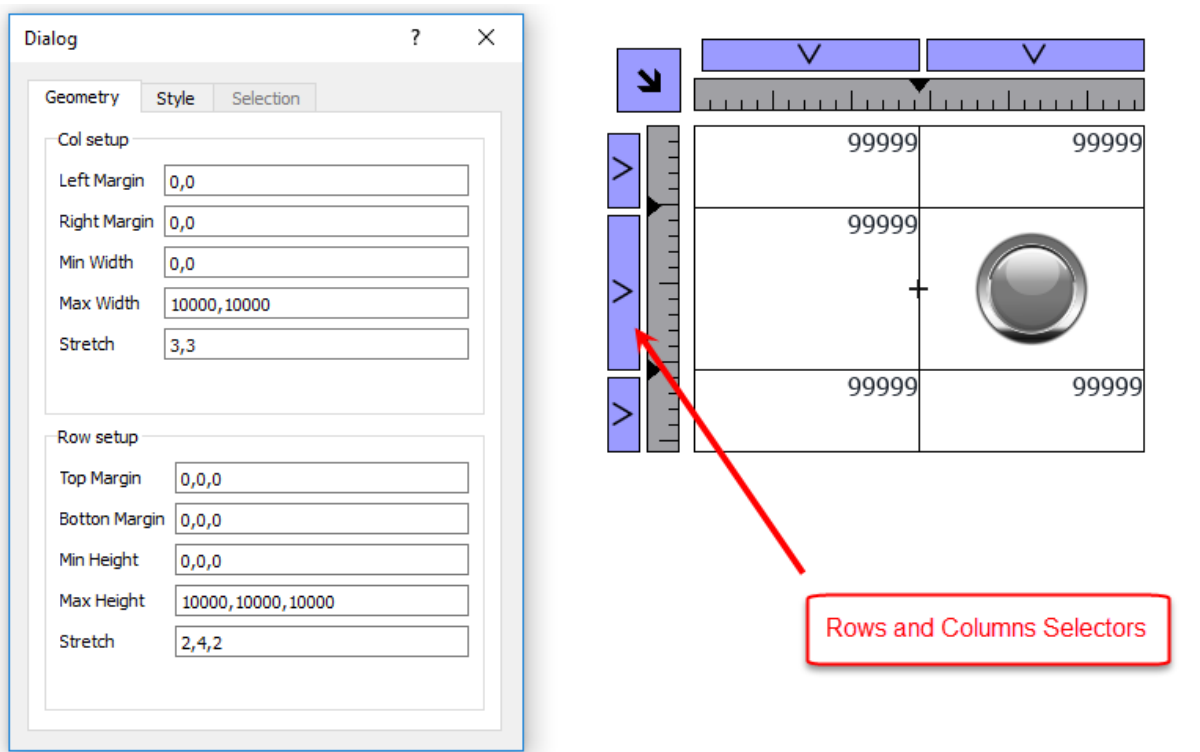 Dialog ? ×
Geometry Style Selection
Col setup
Left Margin 0,0
Right Margin 0,0
Min Width 0,0
Max Width 10000,10000
Stretch 3,3
Row setup
Top Margin 0,0,0
Botton Margin 0,0,0
Min Height 0,0,0
Max Height 10000,10000,10000
Stretch 2,4,2
99999 99999
99999
99999 99999
Rows and Columns Selectors